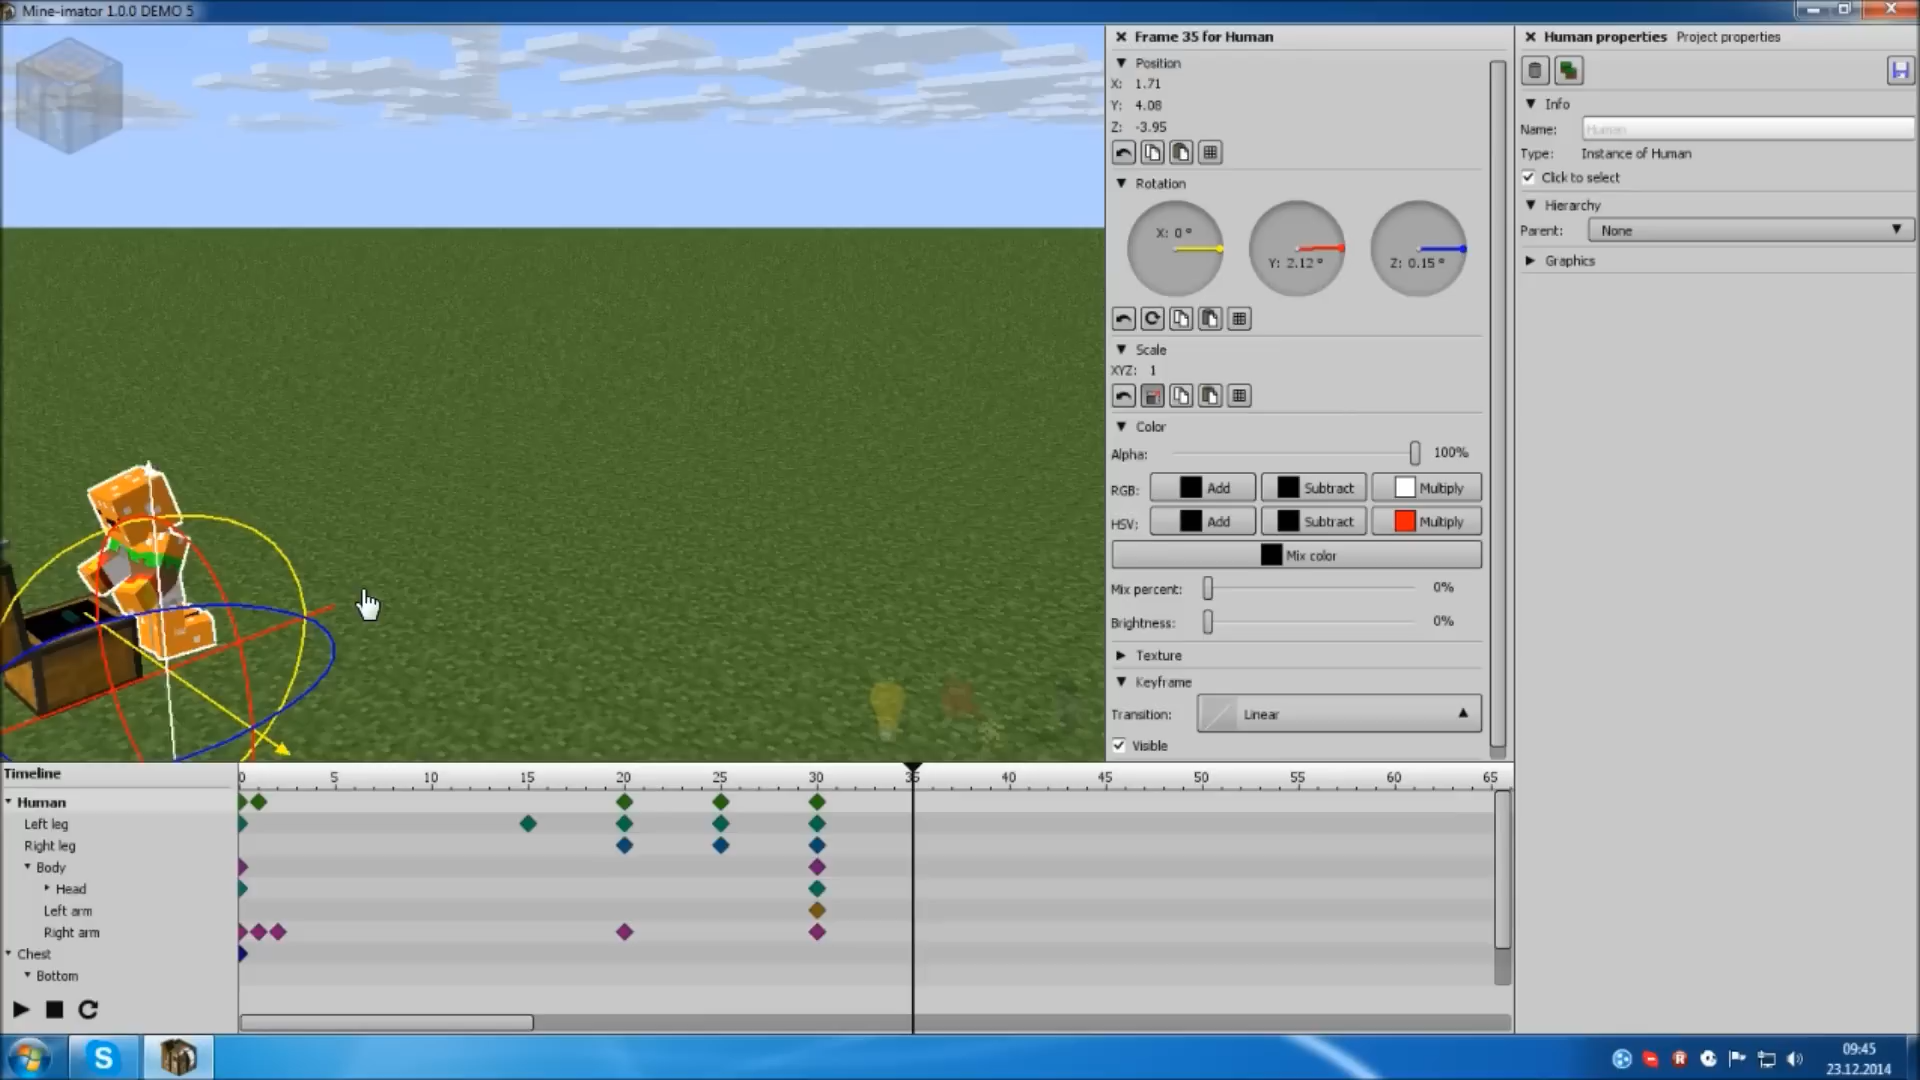 Mine-imator 1.0.0 DEMO 5
Frame 35 for Human
Position
X: 1.71
Y: 4.08
Z: -3.95
Rotation
X: 0 °
Y: 2.12 °
Z: 0.15 °
Scale
XYZ: 1
Color
Alpha: 100%
RGB: Add Subtract Multiply
HSV: Add Subtract Multiply
Mix color
Mix percent: 0%
Brightness: 0%
Texture
Keyframe
Transition: Linear
Visible
Human properties Project properties
Info
Name: Human
Type: Instance of Human
Click to select
Hierarchy
Parent: None
Graphics
Timeline
0 5 10 15 20 25 30 35 40 45 50 55 60 65
Human
Left leg
Right leg
Body
Head
Left arm
Right arm
Chest
Bottom
09:45
23.12.2014